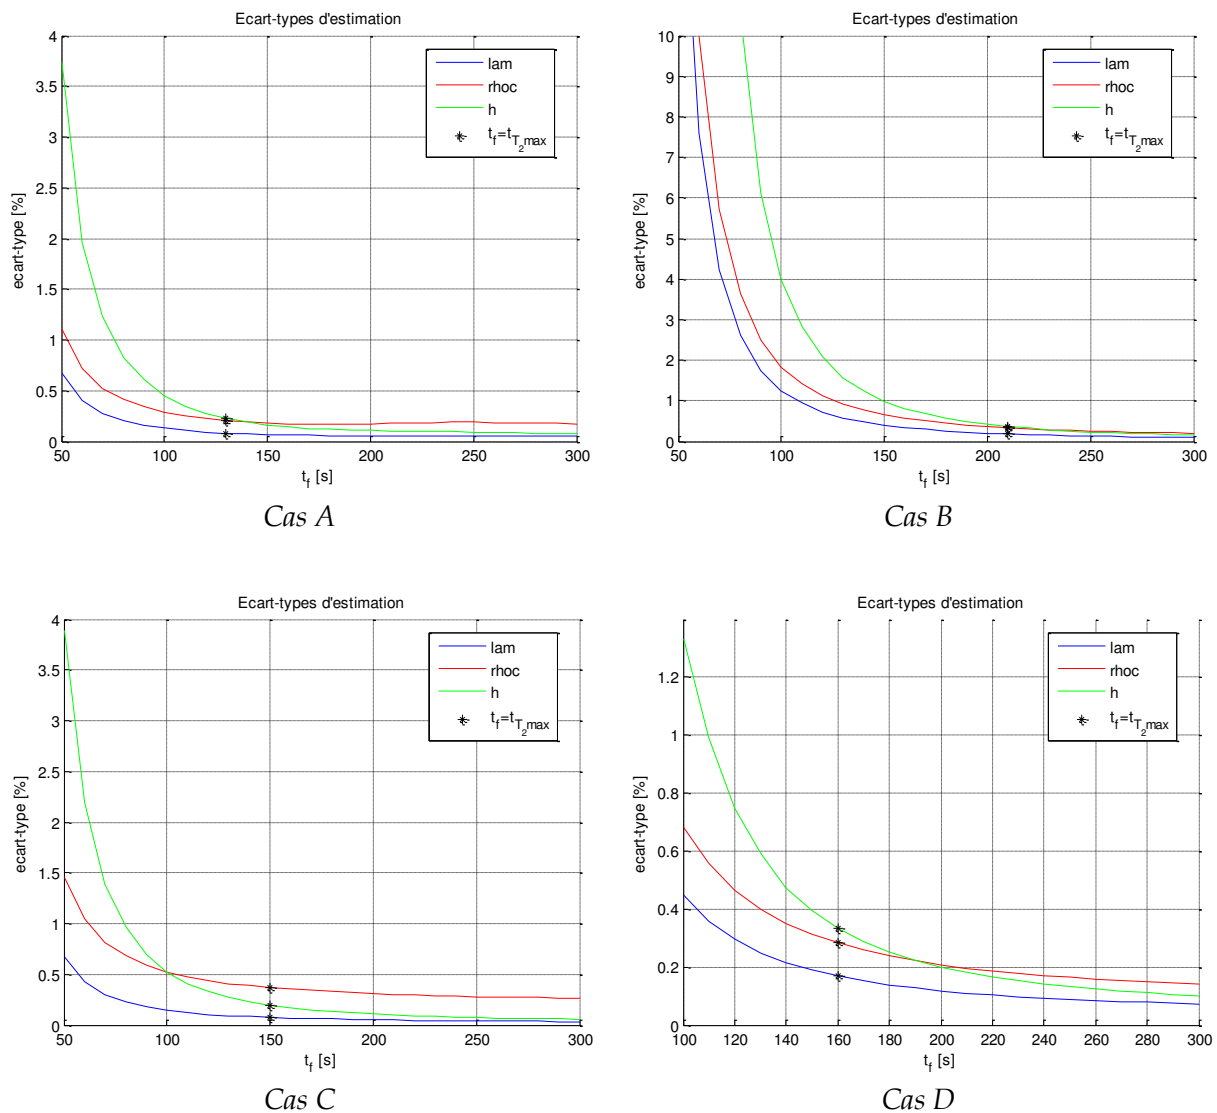 Ecart-types d'estimation
4
3.5
3
2.5
2
1.5
1
0.5
0
ecart-type [%]
50 100 150 200 250 300
t_f [s]
lam
rhoc
h
t_f=t_T_2max
Cas A
Ecart-types d'estimation
10
9
8
7
6
5
4
3
2
1
0
ecart-type [%]
50 100 150 200 250 300
t_f [s]
lam
rhoc
h
t_f=t_T_2max
Cas B
Ecart-types d'estimation
4
3.5
3
2.5
2
1.5
1
0.5
0
ecart-type [%]
50 100 150 200 250 300
t_f [s]
lam
rhoc
h
t_f=t_T_2max
Cas C
Ecart-types d'estimation
1.2
1
0.8
0.6
0.4
0.2
0
ecart-type [%]
100 120 140 160 180 200 220 240 260 280 300
t_f [s]
lam
rhoc
h
t_f=t_T_2max
Cas D